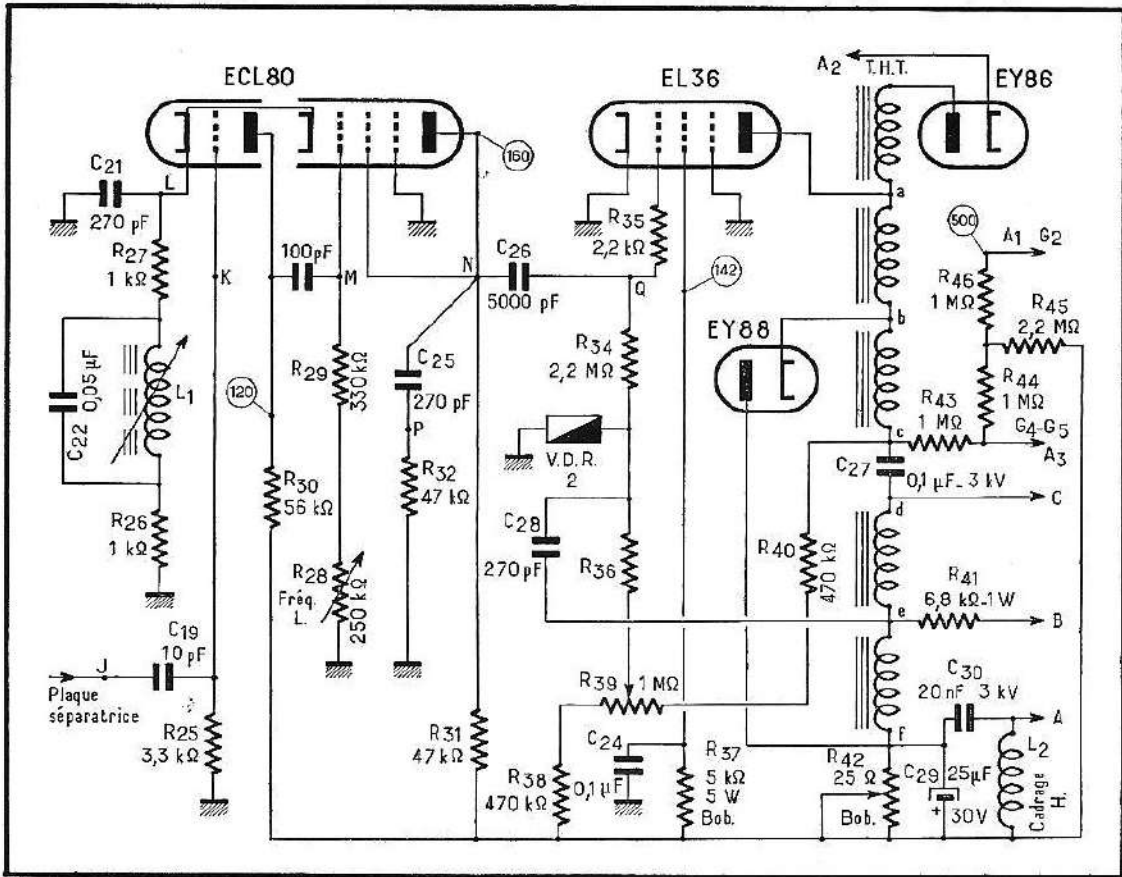 ECL80
EL36
A2
T.H.T.
EY86
C21
L
270 pF
160
a
R27
1 kΩ
K
100pF
M
N
C26
5000 pF
R35
2,2 kΩ
Q
142
500
A1 G2
R46
1 MΩ
R45
2,2 MΩ
b
EY88
C22
0,05 µF
L1
R29
330 kΩ
C25
270 pF
R34
2,2 MΩ
120
P
V.D.R.
2
R43
1 MΩ
R44
1 MΩ
c
G4-G5
A3
C27
0,1 µF_ 3 kV
R30
56 kΩ
R32
47 kΩ
d
C
R26
1 kΩ
C28
270 pF
R36
R40
470 kΩ
R28
Fréq.
L.
250 kΩ
R41
6,8 kΩ-1W
e
B
C19
10 pF
J
Plaque
séparatrice
R39
1 MΩ
C30
20 nF 3 kV
A
R25
3,3 kΩ
R31
47 kΩ
C24
0,1 µF
f
R38
470 kΩ
R37
5 kΩ
5 W
Bob.
R42
25 Ω
Bob.
C29
25µF
+
30V
L2
Cadrage
H.